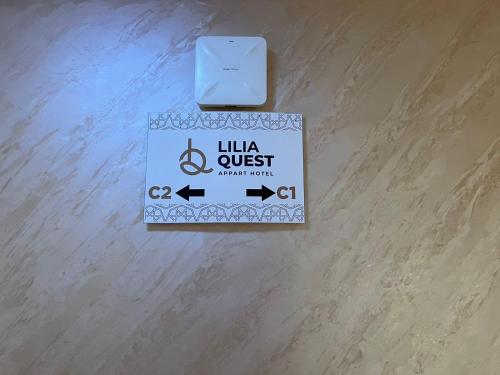 LILIA
QUEST
APPART HOTEL
C2 ← → C1